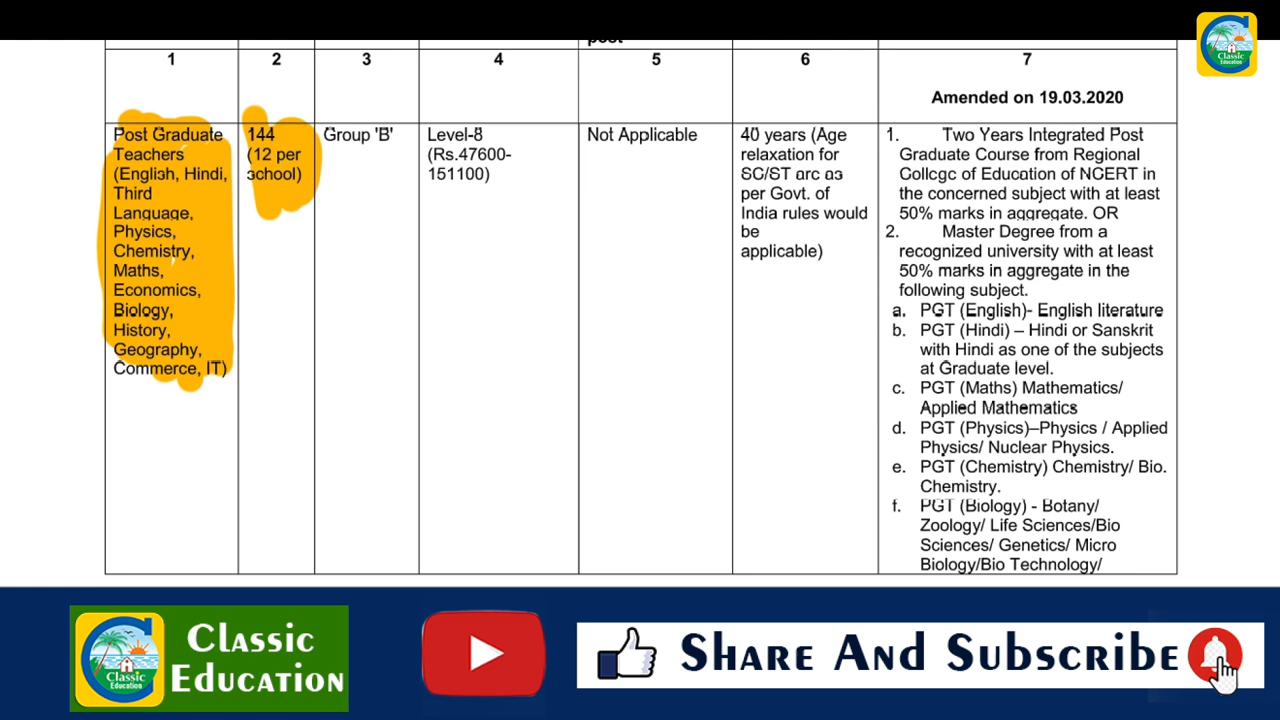 post
1
2
3
4
5
6
7
Amended on 19.03.2020
Post Graduate
Teachers
(English, Hindi,
Third
Language,
Physics,
Chemistry,
Maths,
Economics,
Biology,
History,
Geography,
Commerce, IT)
144
(12 per
school)
Group 'B'
Level-8
(Rs.47600-
151100)
Not Applicable
40 years (Age
relaxation for
SC/ST are as
per Govt. of
India rules would
be
applicable)
1. Two Years Integrated Post
Graduate Course from Regional
College of Education of NCERT in
the concerned subject with at least
50% marks in aggregate. OR
2. Master Degree from a
recognized university with at least
50% marks in aggregate in the
following subject.
a. PGT (English)- English literature
b. PGT (Hindi) – Hindi or Sanskrit
with Hindi as one of the subjects
at Graduate level.
c. PGT (Maths) Mathematics/
Applied Mathematics
d. PGT (Physics)–Physics / Applied
Physics/ Nuclear Physics.
e. PGT (Chemistry) Chemistry/ Bio.
Chemistry.
f. PGT (Biology) - Botany/
Zoology/ Life Sciences/Bio
Sciences/ Genetics/ Micro
Biology/Bio Technology/
Classic
Education
Classic
Education
Classic
Education
Share And Subscribe